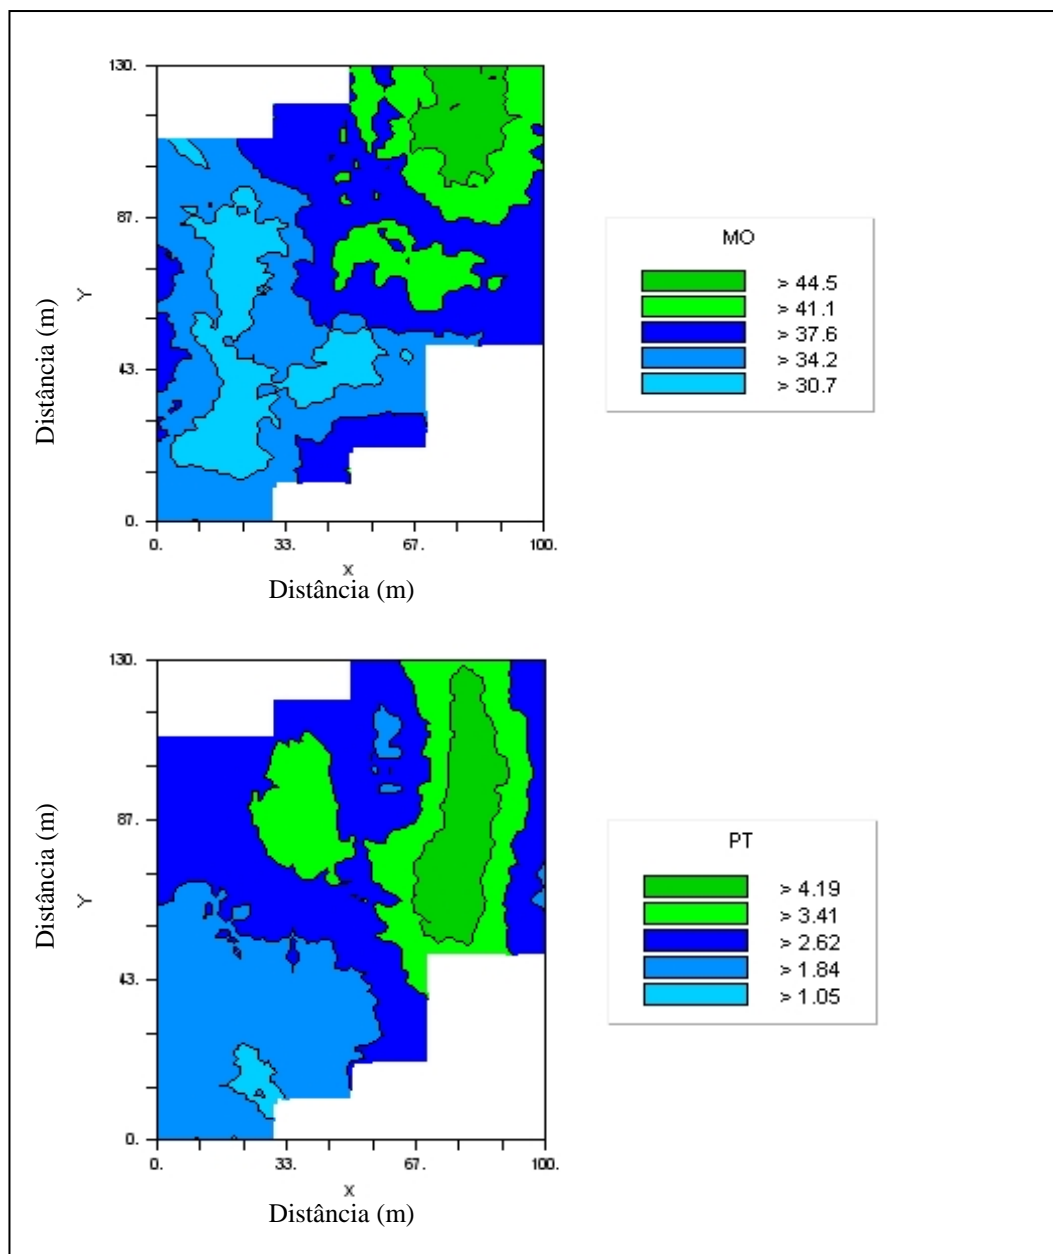 130.
87.
Y
Distância (m)
43.
0.
0. 33. 67. 100.
X
Distância (m)
MO
> 44.5
> 41.1
> 37.6
> 34.2
> 30.7
130.
87.
Y
Distância (m)
43.
0.
0. 33. 67. 100.
X
Distância (m)
PT
> 4.19
> 3.41
> 2.62
> 1.84
> 1.05